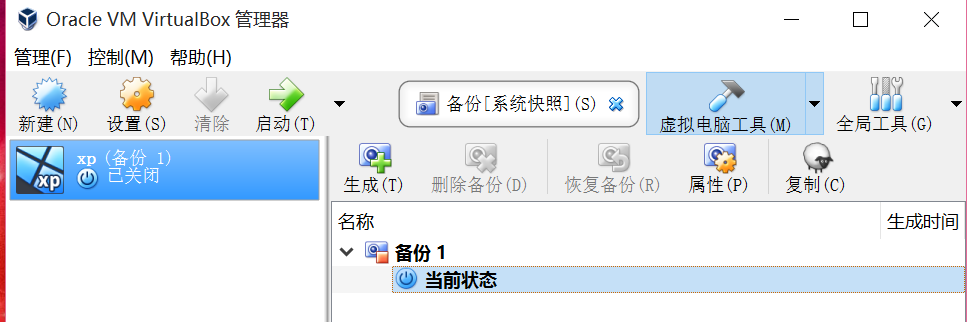 Oracle VM VirtualBox 管理器
管理(F) 控制(M) 帮助(H)
新建(N) 设置(S) 清除 启动(T) 备份[系统快照](S) 虚拟电脑工具(M) 全局工具(G)
xp (备份 1)
已关闭
xp
生成(T) 删除备份(D) 恢复备份(R) 属性(P) 复制(C)
名称 生成时间
备份 1
当前状态